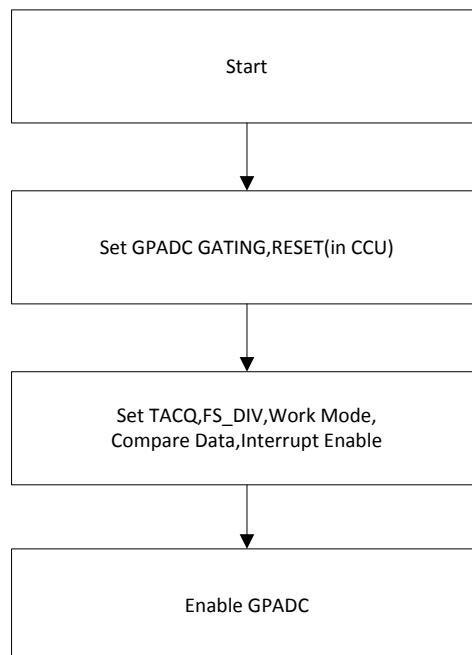 Start
Set GPADC GATING,RESET(in CCU)
Set TACQ,FS_DIV,Work Mode,
Compare Data,Interrupt Enable
Enable GPADC